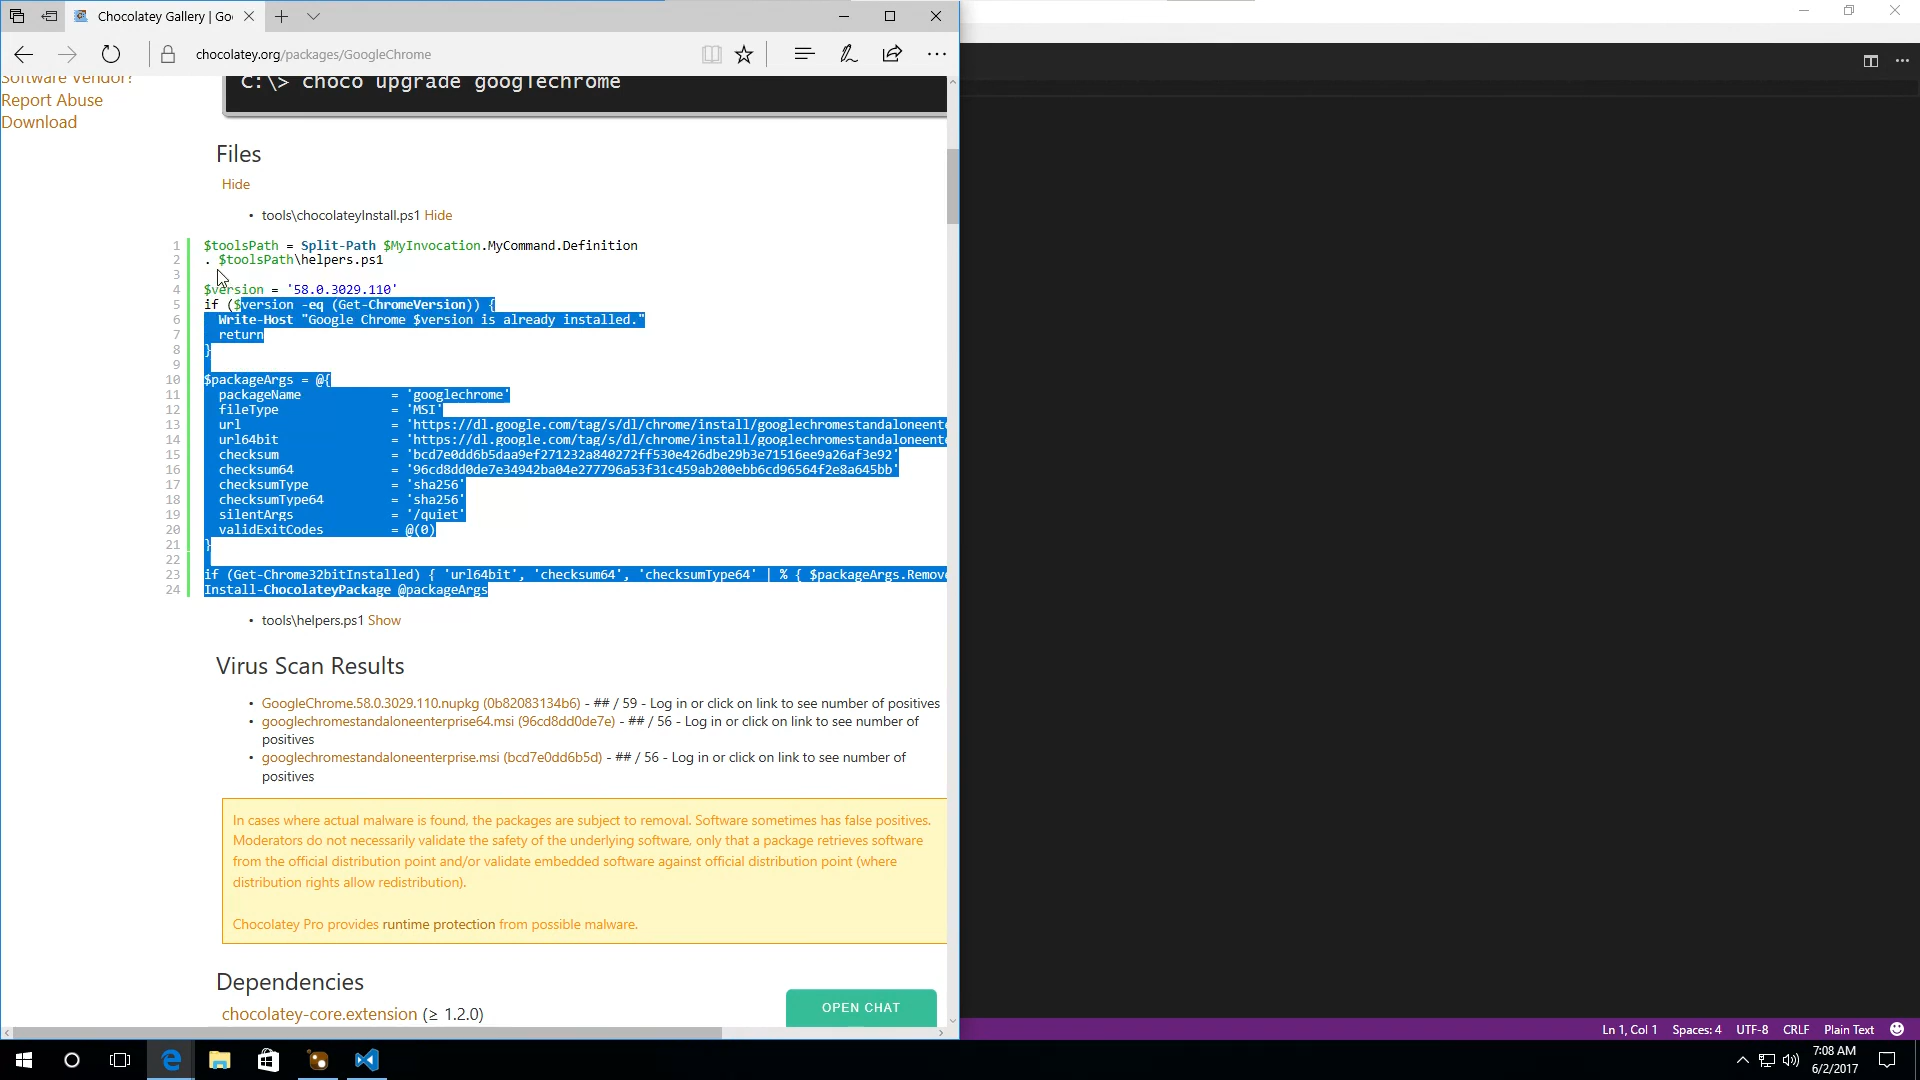 Chocolatey Gallery | Go
chocolatey.org/packages/GoogleChrome
Software Vendor?
Report Abuse
Download
C:\> choco upgrade googlechrome
Files
Hide
• tools\chocolateyInstall.ps1 Hide
1 $toolsPath = Split-Path $MyInvocation.MyCommand.Definition
2 . $toolsPath\helpers.ps1
3
4 $version = '58.0.3029.110'
5 if ($version -eq (Get-ChromeVersion)) {
6 Write-Host "Google Chrome $version is already installed."
7 return
8 }
9
10 $packageArgs = @{
11 packageName = 'googlechrome'
12 fileType = 'MSI'
13 url = 'https://dl.google.com/tag/s/dl/chrome/install/googlechromestandaloneent
14 url64bit = 'https://dl.google.com/tag/s/dl/chrome/install/googlechromestandaloneent
15 checksum = 'bcd7e0dd6b5daa9ef271232a840272ff530e426dbe29b3e71516ee9a26af3e92'
16 checksum64 = '96cd8dd0de7e34942ba04e277796a53f31c459ab200ebb6cd96564f2e8a645bb'
17 checksumType = 'sha256'
18 checksumType64 = 'sha256'
19 silentArgs = '/quiet'
20 validExitCodes = @(0)
21 }
22
23 if (Get-Chrome32bitInstalled) { 'url64bit', 'checksum64', 'checksumType64' | % { $packageArgs.Remov
24 Install-ChocolateyPackage @packageArgs
• tools\helpers.ps1 Show
Virus Scan Results
• GoogleChrome.58.0.3029.110.nupkg (0b82083134b6) - ## / 59 - Log in or click on link to see number of positives
• googlechromestandaloneenterprise64.msi (96cd8dd0de7e) - ## / 56 - Log in or click on link to see number of
positives
• googlechromestandaloneenterprise.msi (bcd7e0dd6b5d) - ## / 56 - Log in or click on link to see number of
positives
In cases where actual malware is found, the packages are subject to removal. Software sometimes has false positives.
Moderators do not necessarily validate the safety of the underlying software, only that a package retrieves software
from the official distribution point and/or validate embedded software against official distribution point (where
distribution rights allow redistribution).
Chocolatey Pro provides runtime protection from possible malware.
Dependencies
chocolatey-core.extension (≥ 1.2.0)
OPEN CHAT
Ln 1, Col 1 Spaces: 4 UTF-8 CRLF Plain Text
7:08 AM
6/2/2017